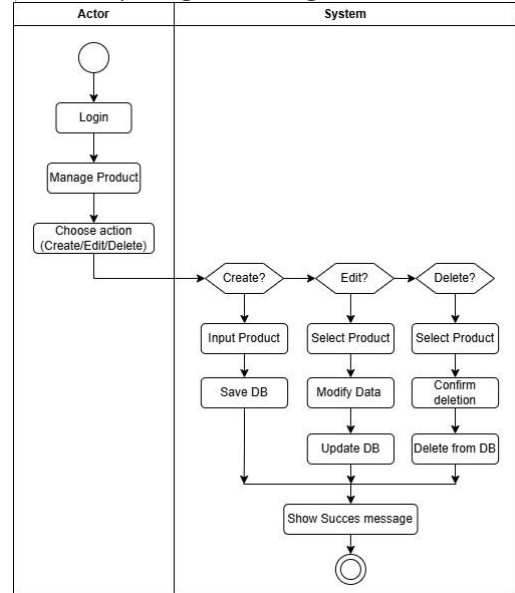 Actor
System
Login
Manage Product
Choose action
(Create/Edit/Delete)
Create?
Edit?
Delete?
Input Product
Select Product
Select Product
Save DB
Modify Data
Confirm
deletion
Update DB
Delete from DB
Show Succes message